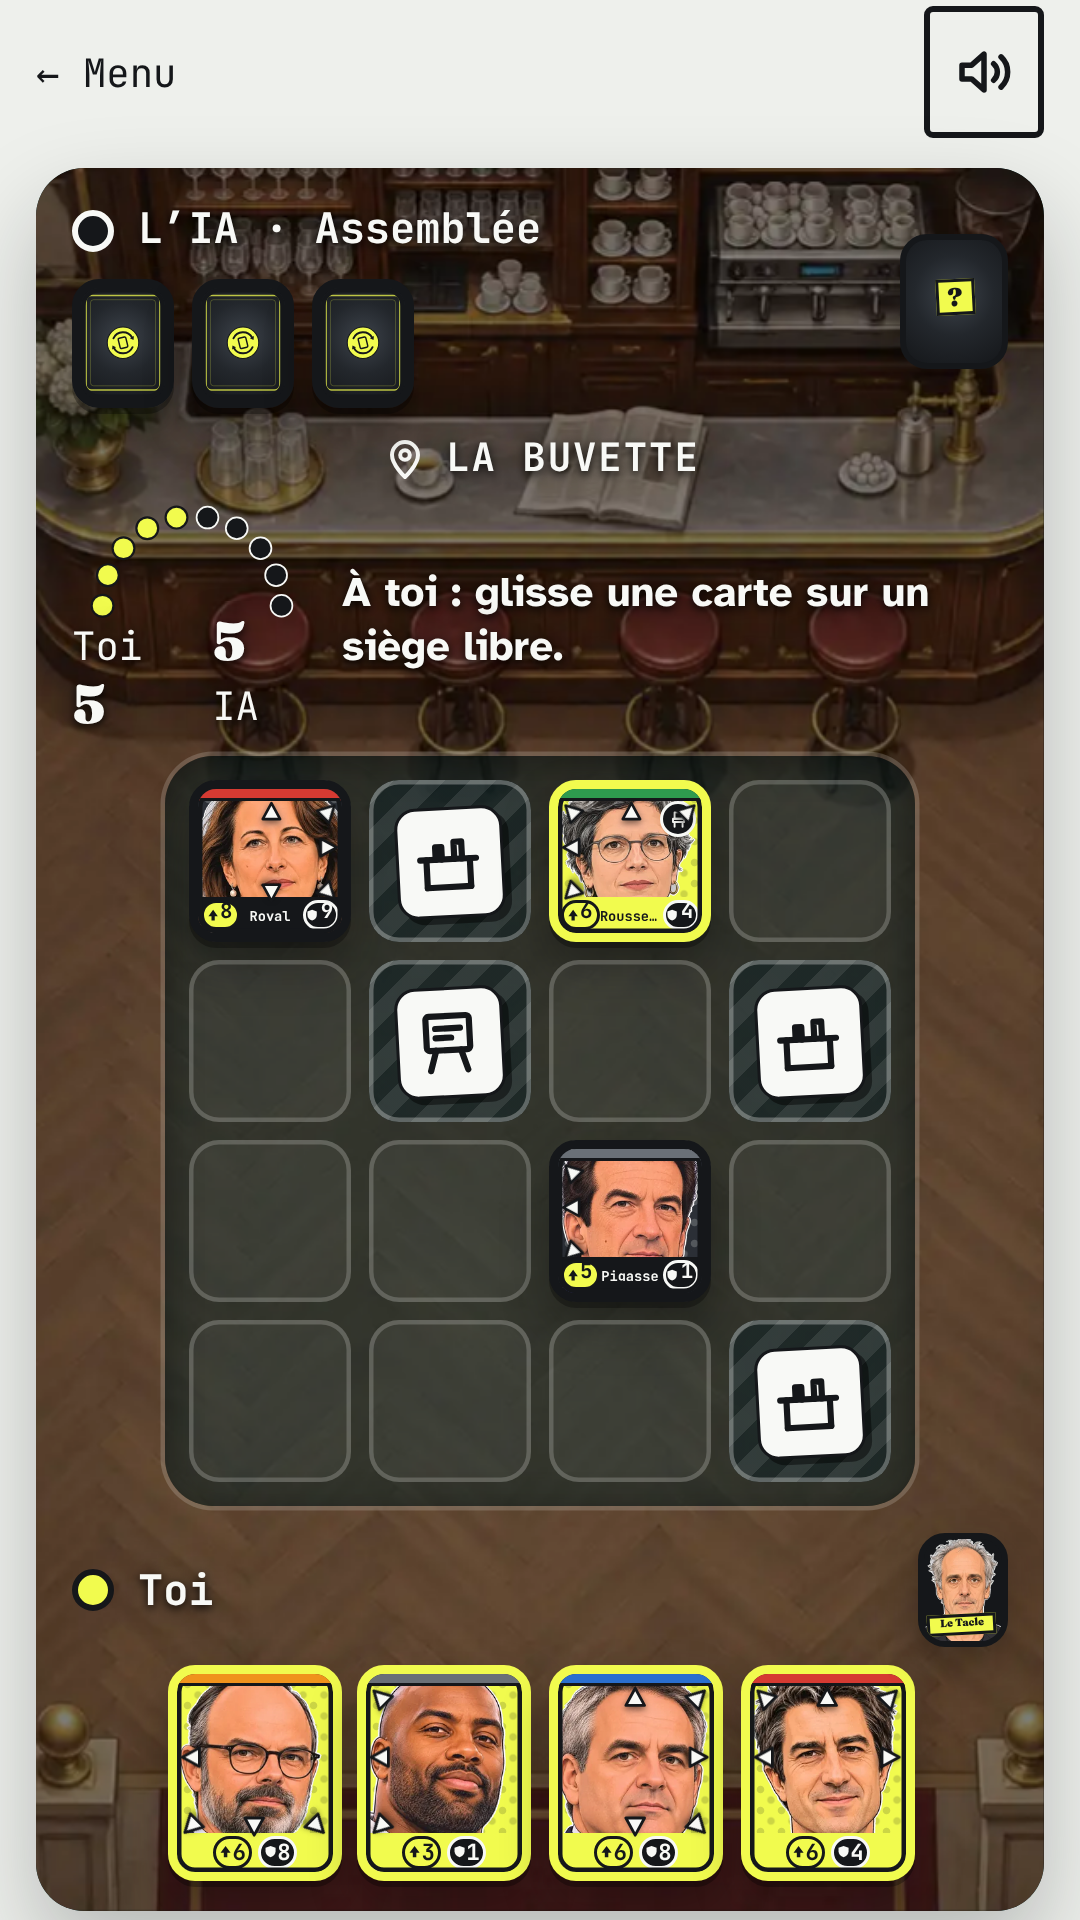 ← Menu
L’IA · Assemblée
?
LA BUVETTE
À toi : glisse une carte sur un
siège libre.
Toi
5
5
IA
8 Royal 9
6 Rousse… 4
5 Pigasse 1
Toi
Le Tacle
6 8
3 1
6 8
6 4